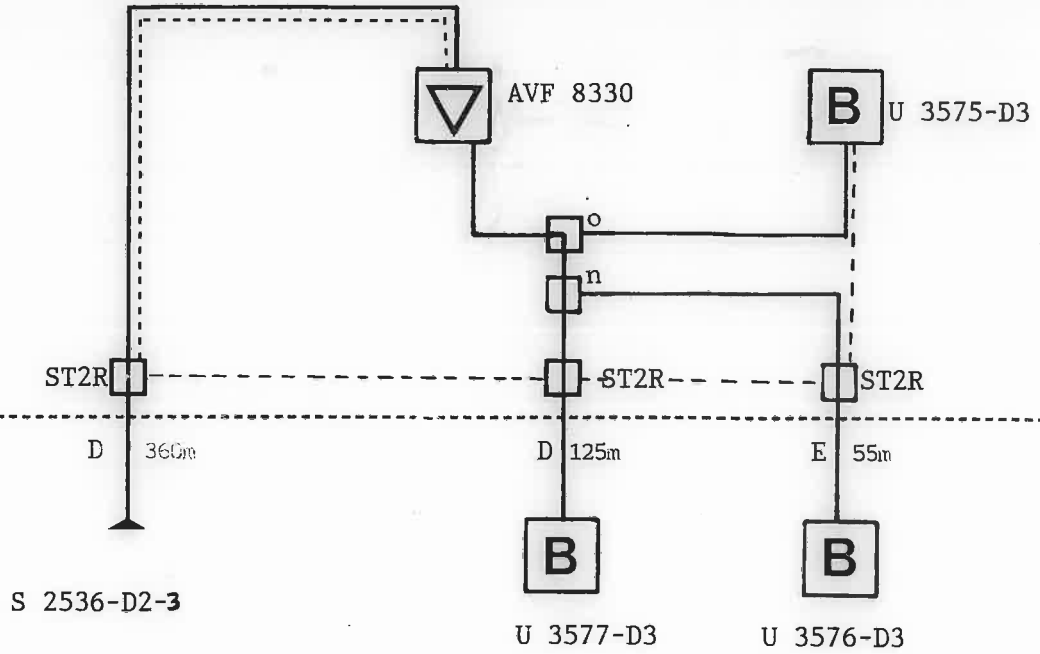 AVF 8330
B
U 3575-D3
o
n
ST2R
ST2R
ST2R
D 360m
D 125m
E 55m
B
B
S 2536-D2-3
U 3577-D3
U 3576-D3